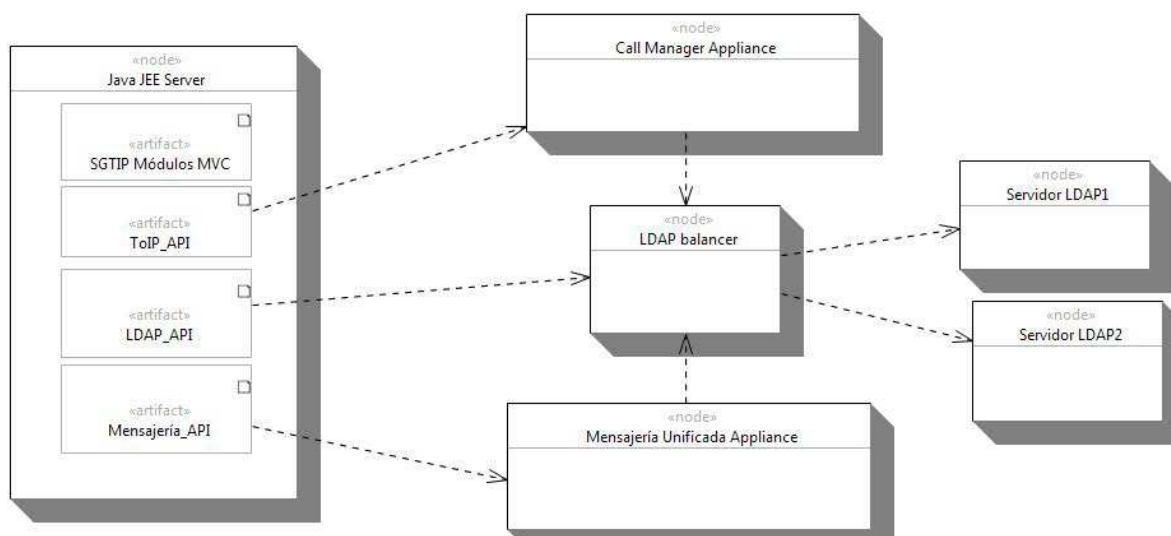 «node»
Java JEE Server
«artifact»
SGTIP Módulos MVC
«artifact»
ToIP_API
«artifact»
LDAP_API
«artifact»
Mensajería_API
«node»
Call Manager Appliance
«node»
LDAP balancer
«node»
Mensajería Unificada Appliance
«node»
Servidor LDAP1
«node»
Servidor LDAP2